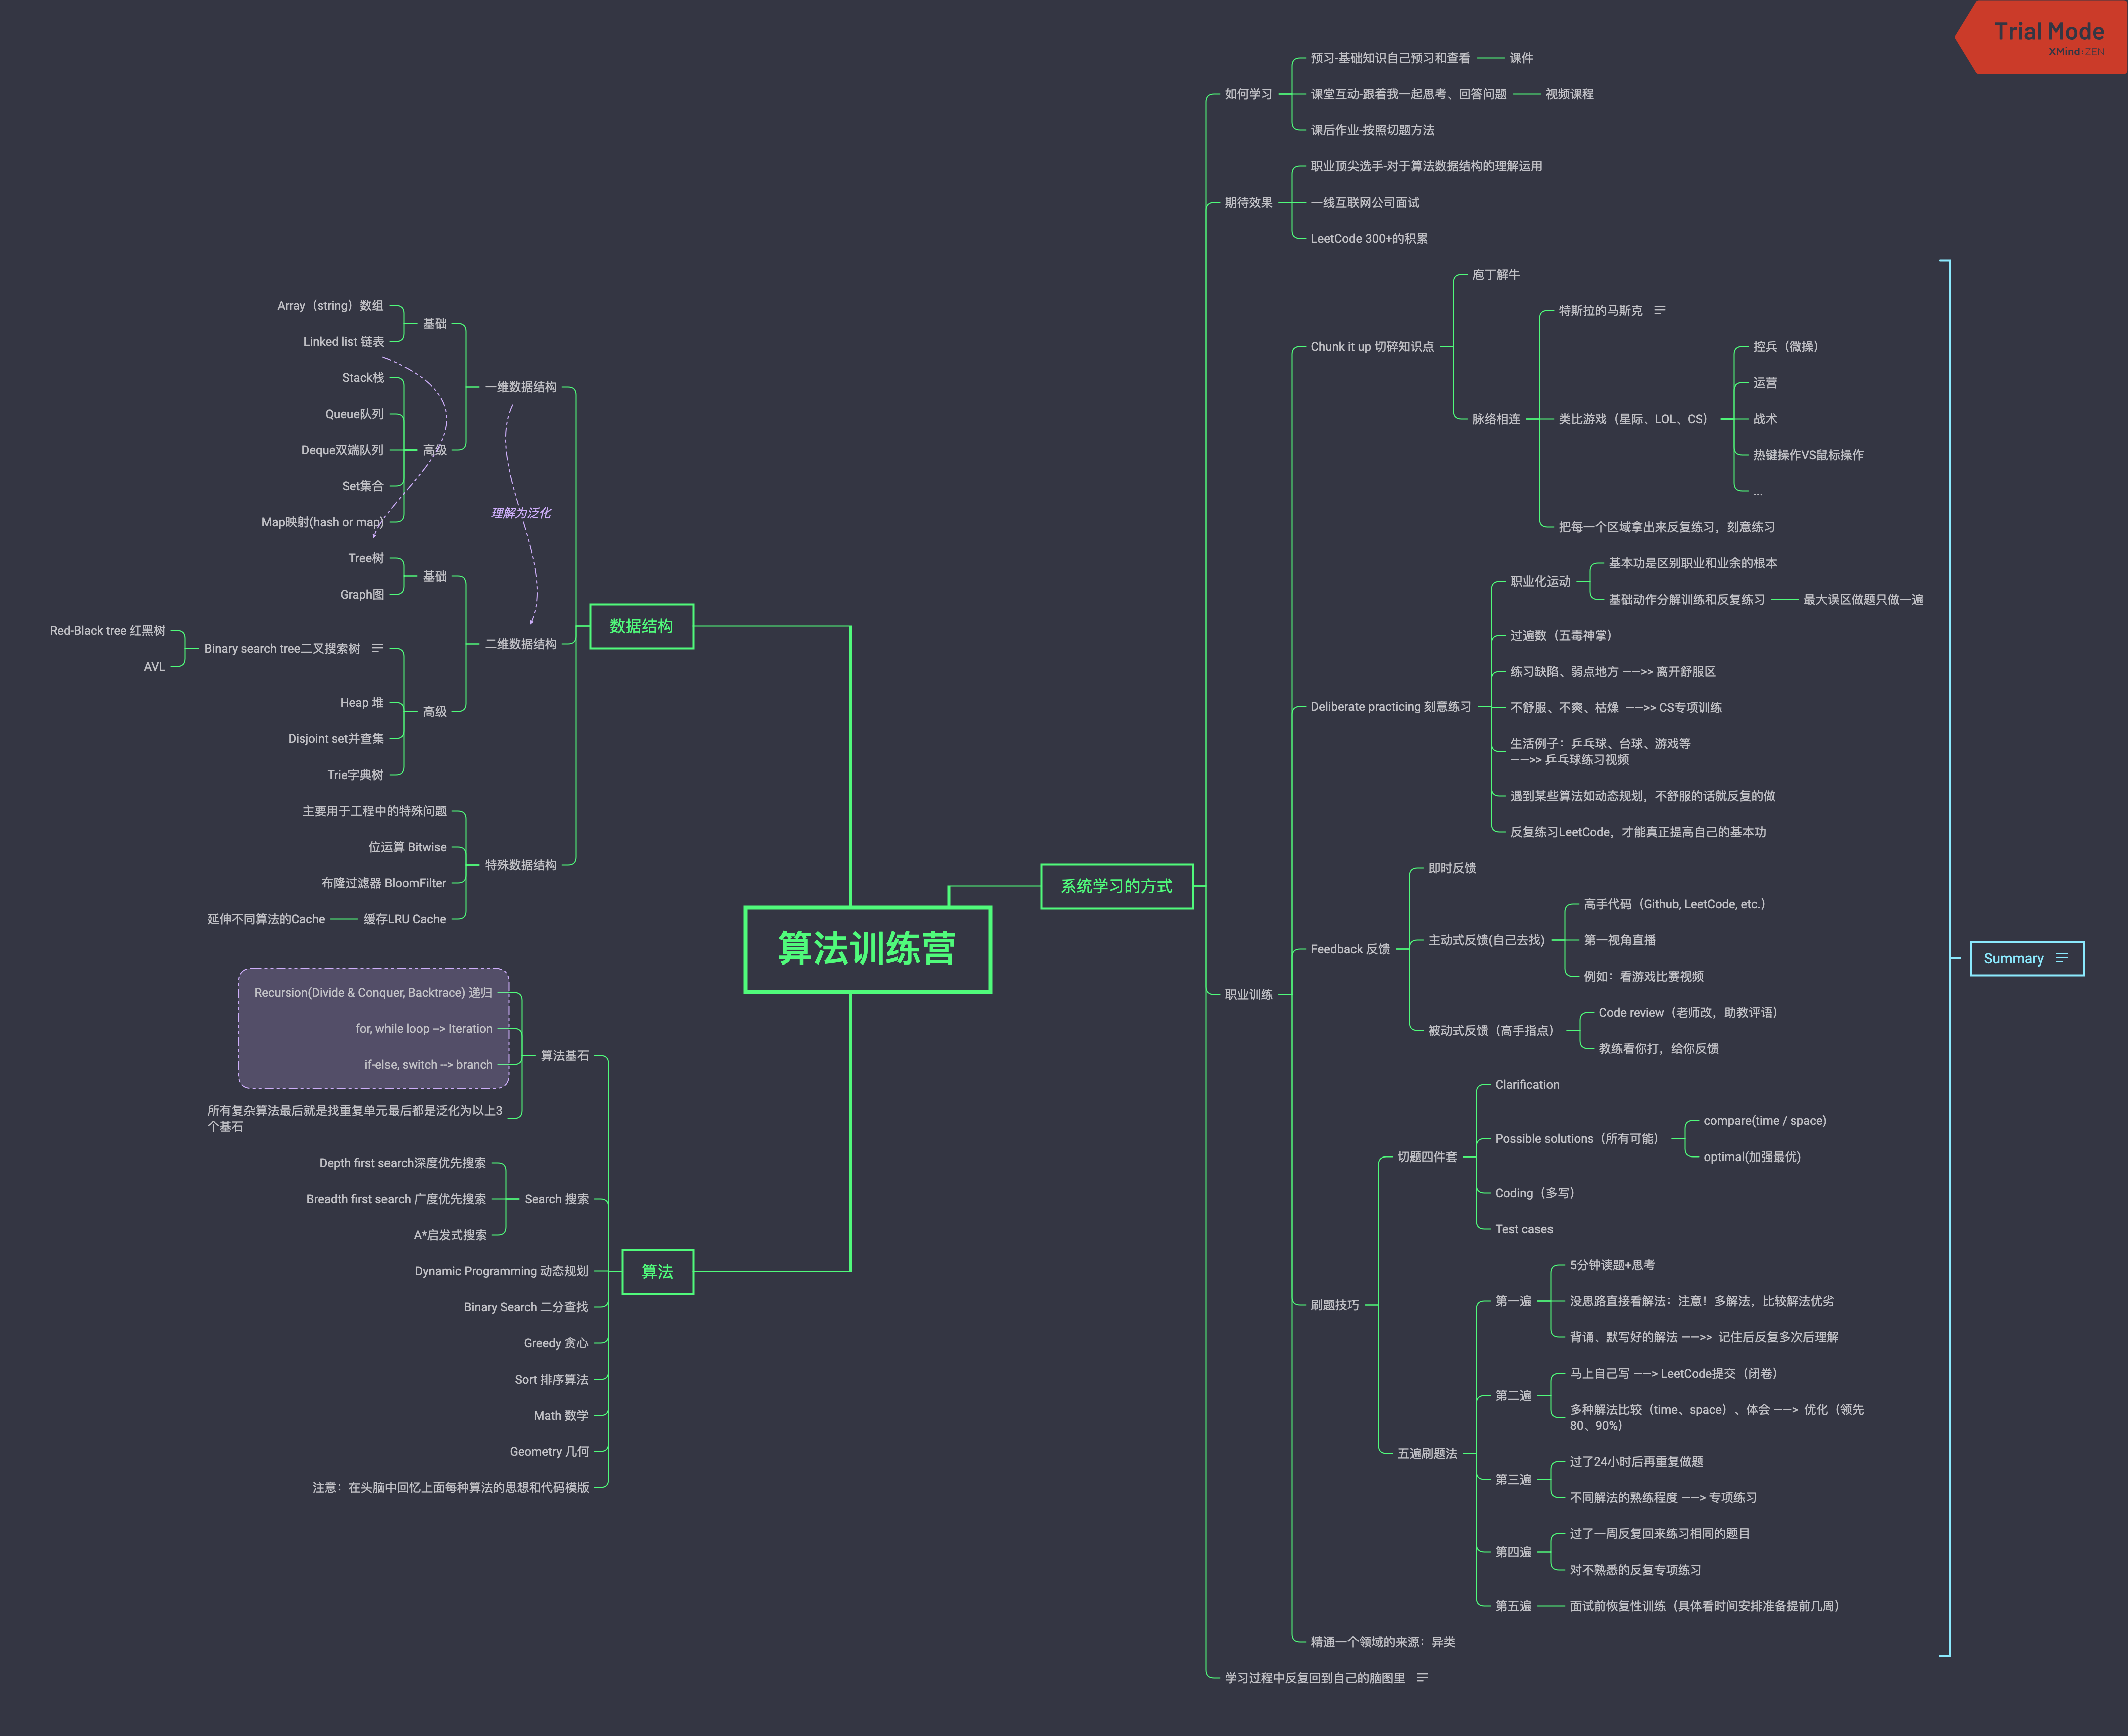 Trial Mode
XMind:ZEN
算法训练营
数据结构
一维数据结构
基础
Array（string）数组
Linked list 链表
高级
Stack栈
Queue队列
Deque双端队列
Set集合
Map映射(hash or map)
理解为泛化
二维数据结构
基础
Tree树
Graph图
高级
Binary search tree二叉搜索树
Red-Black tree 红黑树
AVL
Heap 堆
Disjoint set并查集
Trie字典树
特殊数据结构
主要用于工程中的特殊问题
位运算 Bitwise
布隆过滤器 BloomFilter
缓存LRU Cache
延伸不同算法的Cache
算法
算法基石
Recursion(Divide & Conquer, Backtrace) 递归
for, while loop --> Iteration
if-else, switch --> branch
所有复杂算法最后就是找重复单元最后都是泛化为以上3
个基石
Search 搜索
Depth first search深度优先搜索
Breadth first search 广度优先搜索
A*启发式搜索
Dynamic Programming 动态规划
Binary Search 二分查找
Greedy 贪心
Sort 排序算法
Math 数学
Geometry 几何
注意：在头脑中回忆上面每种算法的思想和代码模版
系统学习的方式
如何学习
预习-基础知识自己预习和查看
课件
课堂互动-跟着我一起思考、回答问题
视频课程
课后作业-按照切题方法
期待效果
职业顶尖选手-对于算法数据结构的理解运用
一线互联网公司面试
LeetCode 300+的积累
职业训练
Chunk it up 切碎知识点
庖丁解牛
脉络相连
特斯拉的马斯克
类比游戏（星际、LOL、CS）
控兵（微操）
运营
战术
热键操作VS鼠标操作
...
把每一个区域拿出来反复练习，刻意练习
Deliberate practicing 刻意练习
职业化运动
基本功是区别职业和业余的根本
基础动作分解训练和反复练习
最大误区做题只做一遍
过遍数（五毒神掌）
练习缺陷、弱点地方 ——>> 离开舒服区
不舒服、不爽、枯燥 ——>> CS专项训练
生活例子：乒乓球、台球、游戏等
——>> 乒乓球练习视频
遇到某些算法如动态规划，不舒服的话就反复的做
反复练习LeetCode，才能真正提高自己的基本功
Feedback 反馈
即时反馈
主动式反馈(自己去找)
高手代码（Github, LeetCode, etc.）
第一视角直播
例如：看游戏比赛视频
被动式反馈（高手指点）
Code review（老师改，助教评语）
教练看你打，给你反馈
刷题技巧
切题四件套
Clarification
Possible solutions（所有可能）
compare(time / space)
optimal(加强最优)
Coding（多写）
Test cases
五遍刷题法
第一遍
5分钟读题+思考
没思路直接看解法：注意！多解法，比较解法优劣
背诵、默写好的解法 ——>> 记住后反复多次后理解
第二遍
马上自己写 ——> LeetCode提交（闭卷）
多种解法比较（time、space）、体会 ——> 优化（领先
80、90%）
第三遍
过了24小时后再重复做题
不同解法的熟练程度 ——> 专项练习
第四遍
过了一周反复回来练习相同的题目
对不熟悉的反复专项练习
第五遍
面试前恢复性训练（具体看时间安排准备提前几周）
精通一个领域的来源：异类
学习过程中反复回到自己的脑图里
Summary